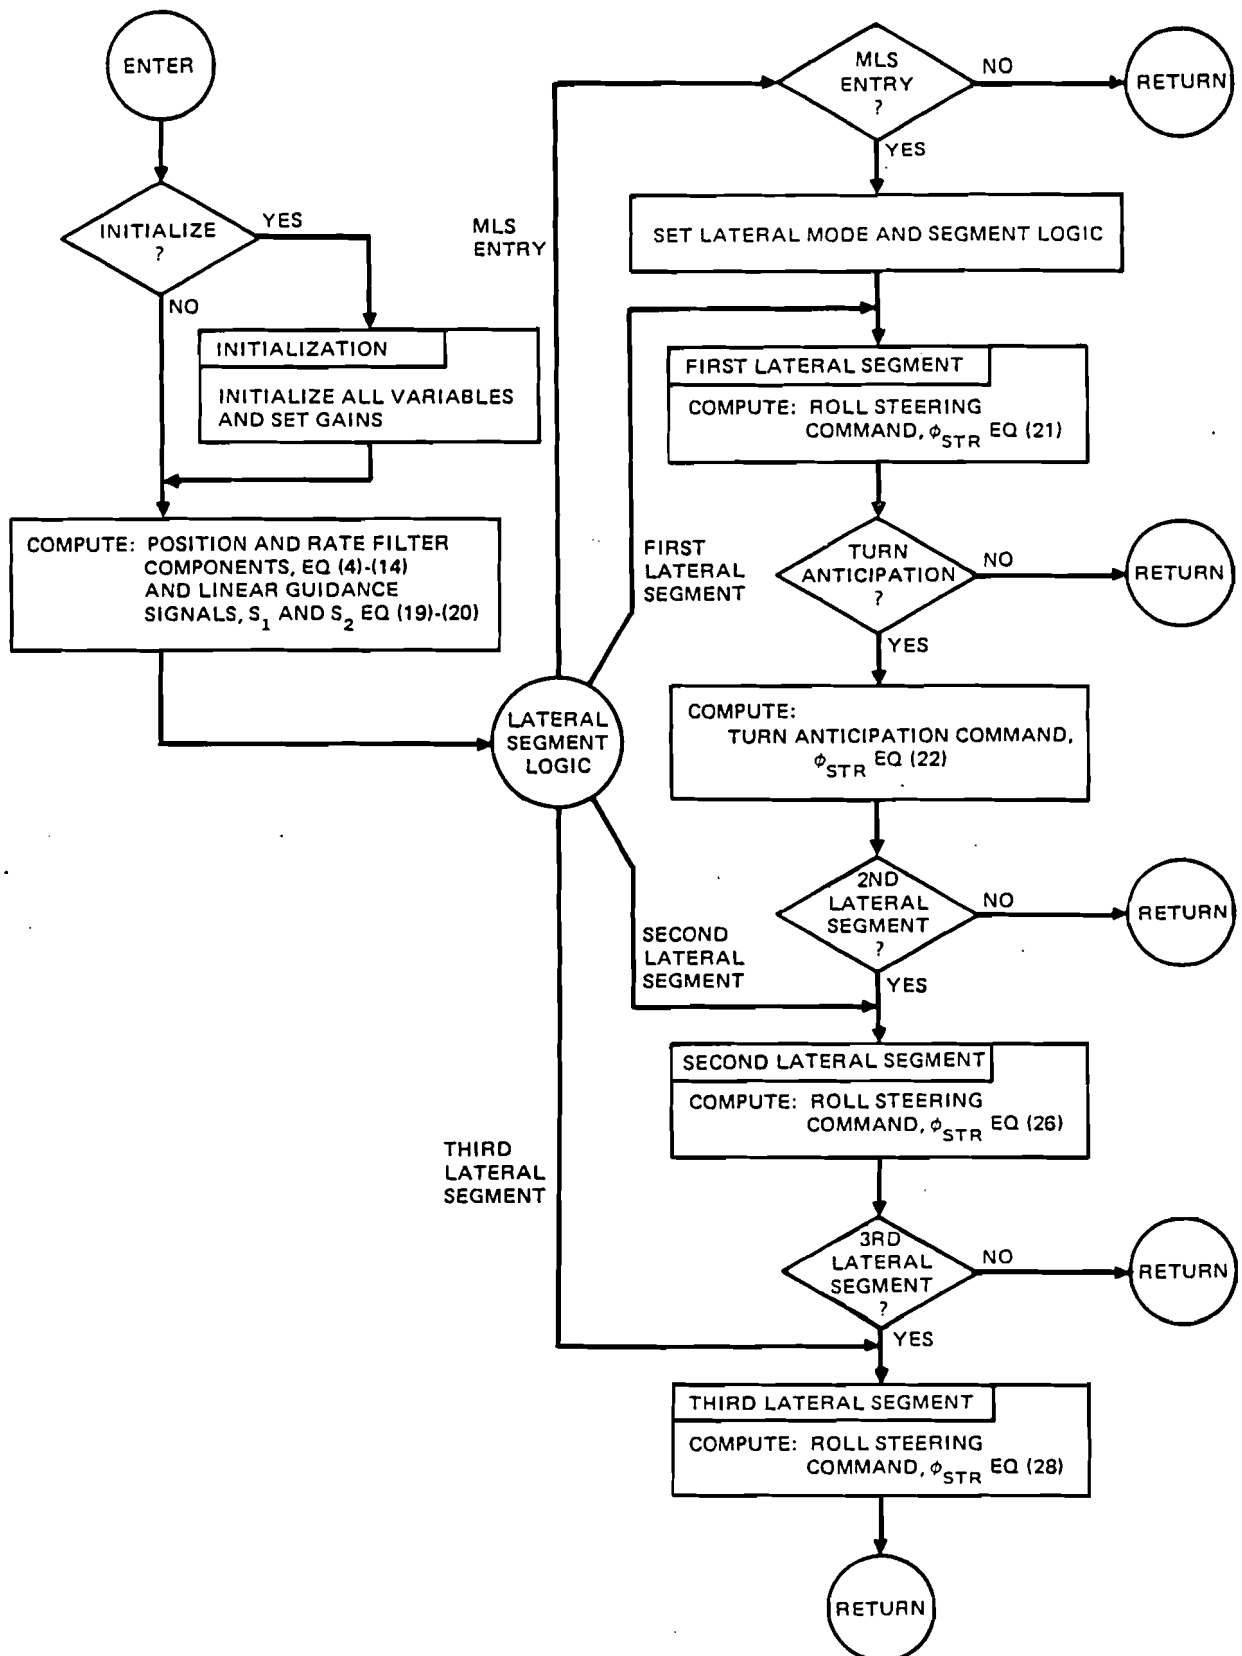 ENTER
INITIALIZE
?
YES
NO
INITIALIZATION
INITIALIZE ALL VARIABLES
AND SET GAINS
COMPUTE: POSITION AND RATE FILTER
COMPONENTS, EQ (4)-(14)
AND LINEAR GUIDANCE
SIGNALS, S1 AND S2 EQ (19)-(20)
LATERAL
SEGMENT
LOGIC
MLS
ENTRY
FIRST
LATERAL
SEGMENT
SECOND
LATERAL
SEGMENT
THIRD
LATERAL
SEGMENT
MLS
ENTRY
?
NO
RETURN
YES
SET LATERAL MODE AND SEGMENT LOGIC
FIRST LATERAL SEGMENT
COMPUTE: ROLL STEERING
COMMAND, ϕSTR EQ (21)
TURN
ANTICIPATION
?
NO
RETURN
YES
COMPUTE:
TURN ANTICIPATION COMMAND,
ϕSTR EQ (22)
2ND
LATERAL
SEGMENT
?
NO
RETURN
YES
SECOND LATERAL SEGMENT
COMPUTE: ROLL STEERING
COMMAND, ϕSTR EQ (26)
3RD
LATERAL
SEGMENT
?
NO
RETURN
YES
THIRD LATERAL SEGMENT
COMPUTE: ROLL STEERING
COMMAND, ϕSTR EQ (28)
RETURN